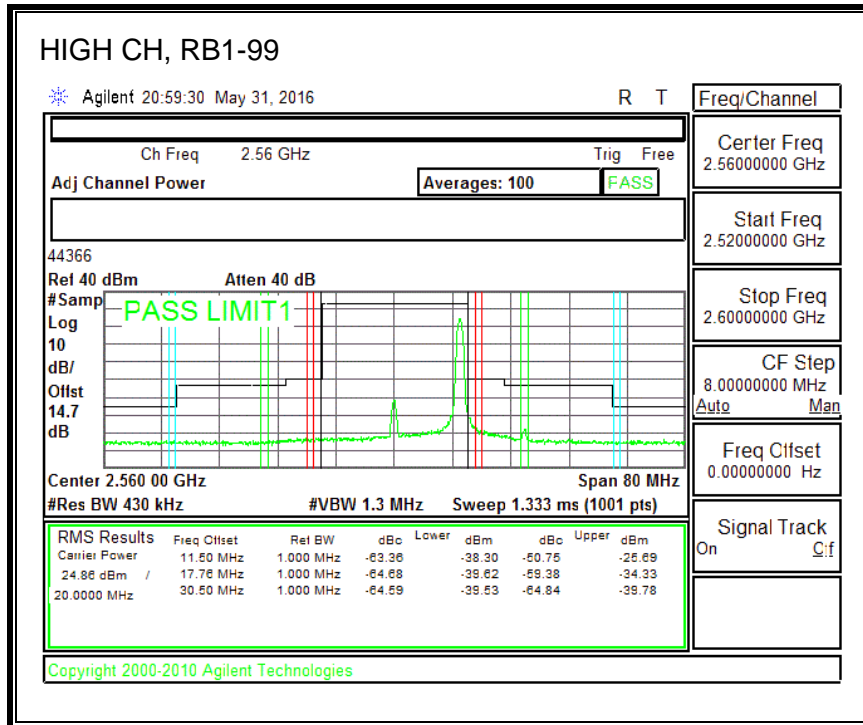 HIGH CH, RB1-99
Agilent 20:59:30 May 31, 2016 R T
Freq/Channel
Ch Freq 2.56 GHz Trig Free
Adj Channel Power Averages: 100 PASS
Center Freq
2.56000000 GHz
Start Freq
2.52000000 GHz
Stop Freq
2.60000000 GHz
CF Step
8.00000000 MHz
Auto Man
Freq Offset
0.00000000 Hz
Signal Track
On Off
44366
Ref 40 dBm Atten 40 dB
#Samp
Log
10
dB/
Offst
14.7
dB
PASS LIMIT1
Center 2.560 00 GHz Span 80 MHz
#Res BW 430 kHz #VBW 1.3 MHz Sweep 1.333 ms (1001 pts)
RMS Results Freq Offset Ref BW dBc Lower dBm dBc Upper dBm
Carrier Power 11.50 MHz 1.000 MHz -63.36 -38.30 -50.75 -25.69
24.86 dBm / 17.76 MHz 1.000 MHz -64.68 -39.62 -59.38 -34.33
20.0000 MHz 30.50 MHz 1.000 MHz -64.59 -39.53 -64.84 -39.78
Copyright 2000-2010 Agilent Technologies